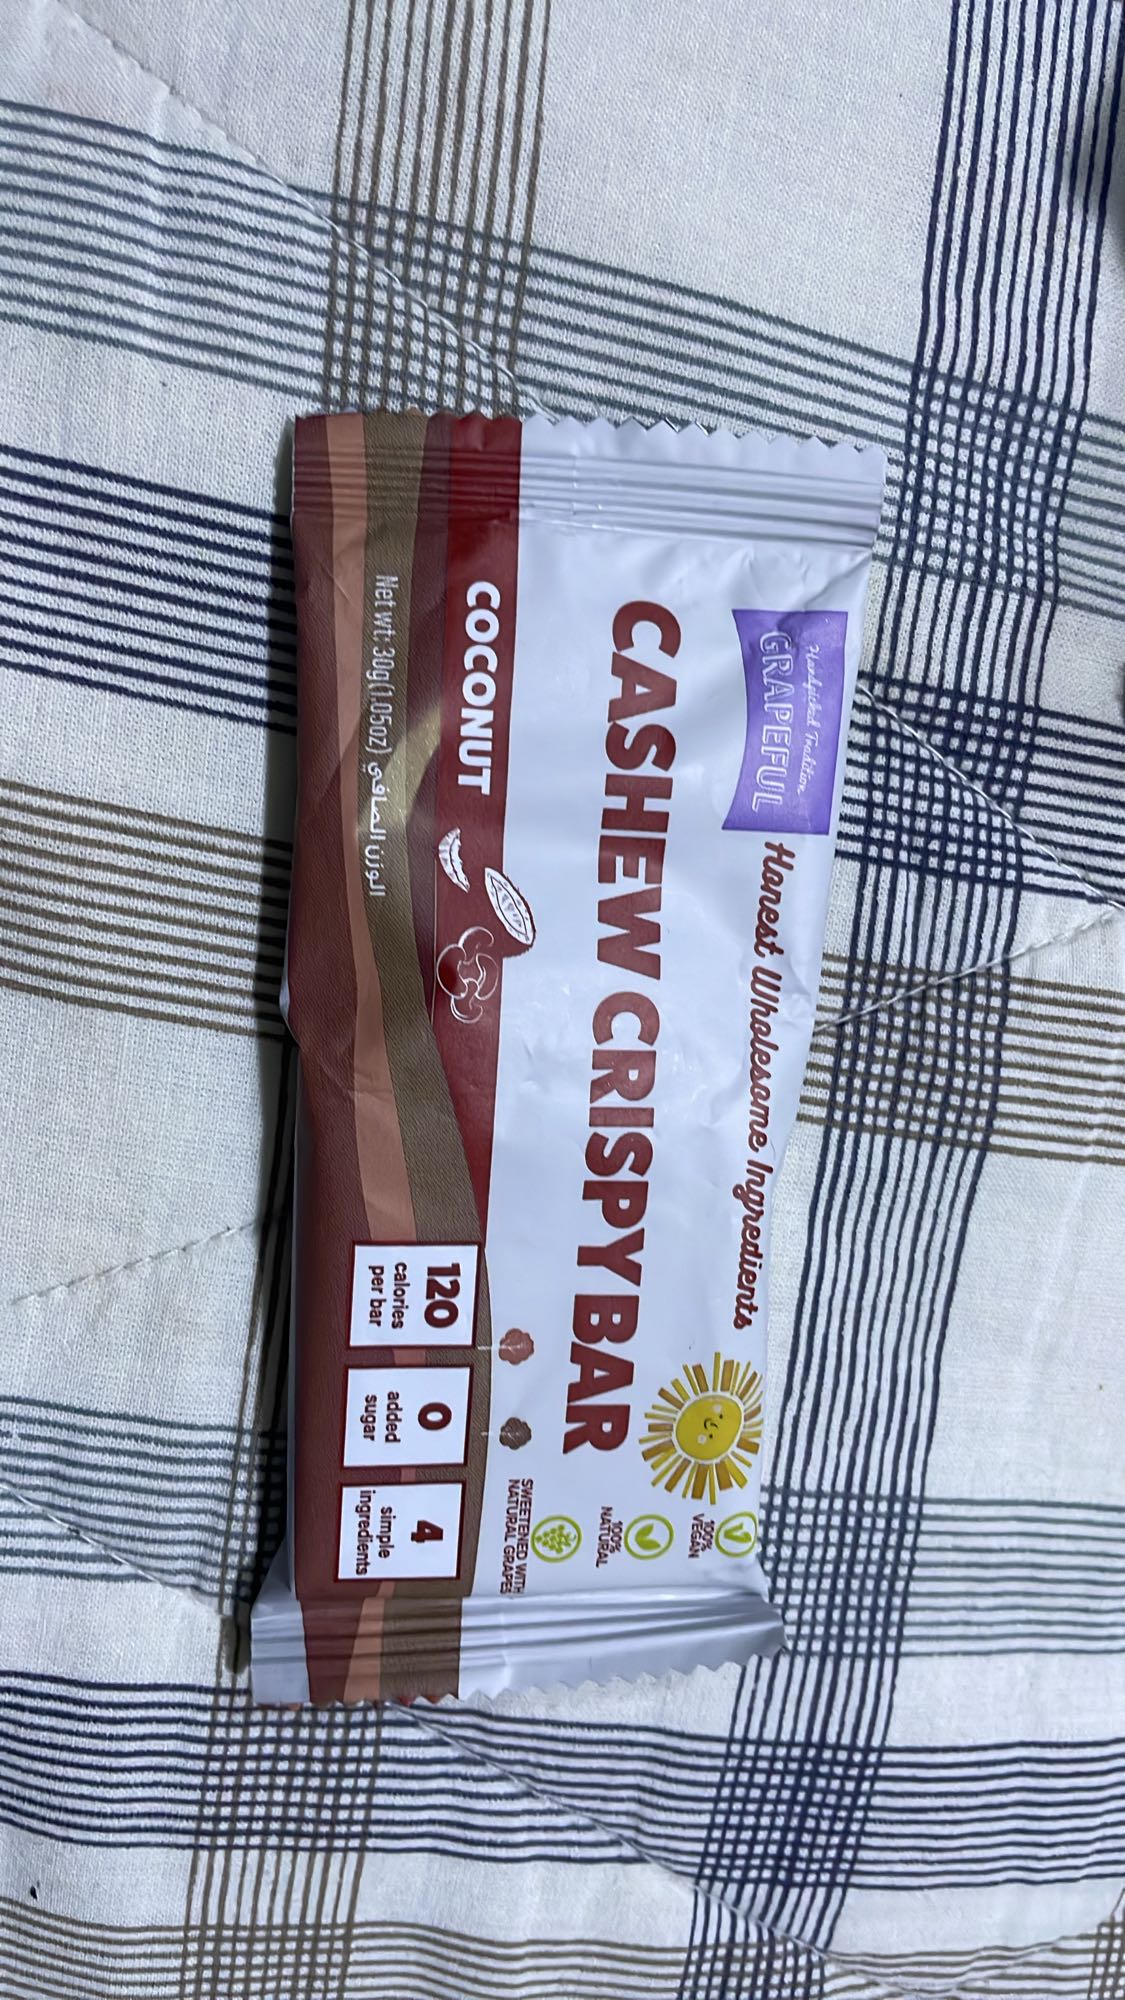 Handpicked Tradition
GRAPEFUL
Honest Wholesome Ingredients
CASHEW CRISPY BAR
COCONUT
Net wt: 30g (1.05oz) الوزن الصافي
100%
VEGAN
100%
NATURAL
SWEETENED WITH
NATURAL GRAPES
120
calories
per bar
0
added
sugar
4
simple
ingredients